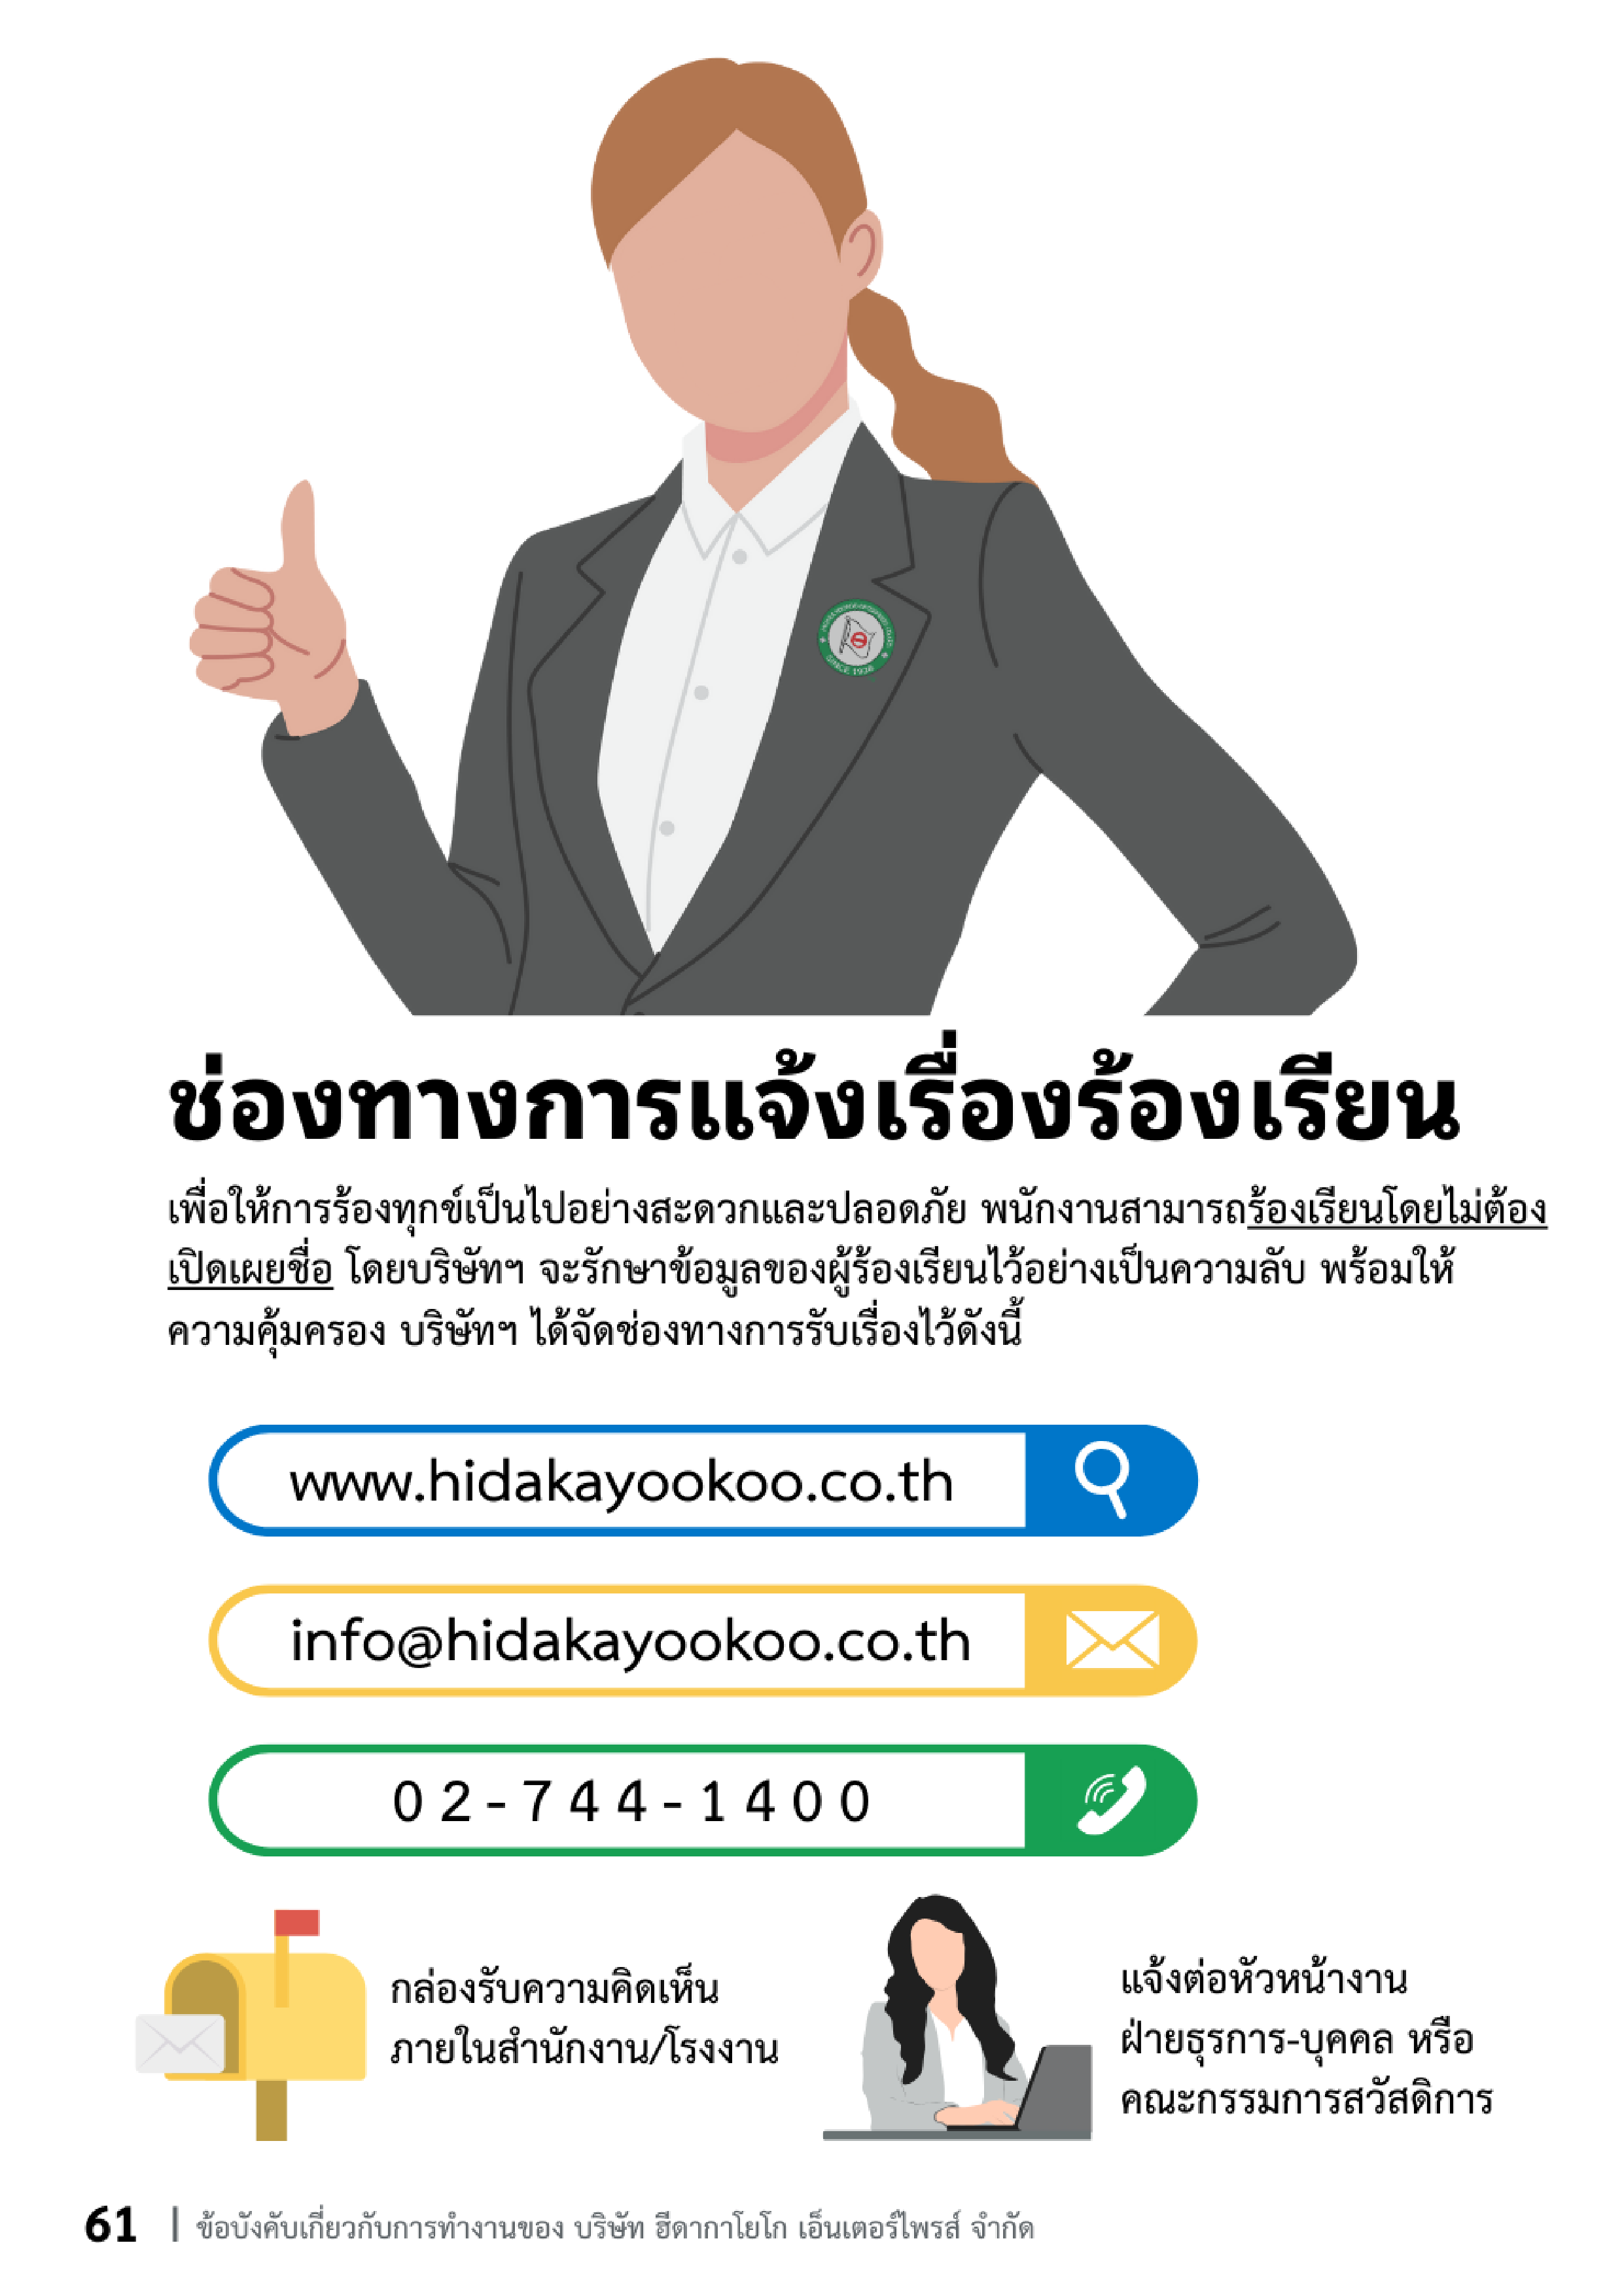 ช่องทางการแจ้งเรื่องร้องเรียน
เพื่อให้การร้องทุกข์เป็นไปอย่างสะดวกและปลอดภัย พนักงานสามารถร้องเรียนโดยไม่ต้อง
เปิดเผยชื่อ โดยบริษัทฯ จะรักษาข้อมูลของผู้ร้องเรียนไว้อย่างเป็นความลับ พร้อมให้
ความคุ้มครอง บริษัทฯ ได้จัดช่องทางการรับเรื่องไว้ดังนี้
www.hidakayookoo.co.th
info@hidakayookoo.co.th
02-744-1400
กล่องรับความคิดเห็น
ภายในสำนักงาน/โรงงาน
แจ้งต่อหัวหน้างาน
ฝ่ายธุรการ-บุคคล หรือ
คณะกรรมการสวัสดิการ
61 | ข้อบังคับเกี่ยวกับการทำงานของ บริษัท ฮีดากาโยโก เอ็นเตอร์ไพรส์ จำกัด